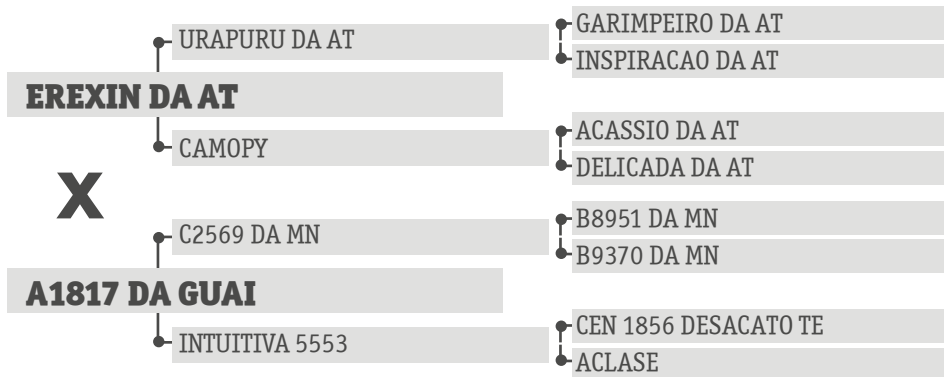 GARIMPEIRO DA AT
URAPURU DA AT
INSPIRACAO DA AT
EREXIN DA AT
ACASSIO DA AT
CAMOPY
DELICADA DA AT
X
B8951 DA MN
C2569 DA MN
B9370 DA MN
A1817 DA GUAI
CEN 1856 DESACATO TE
INTUITIVA 5553
ACLASE